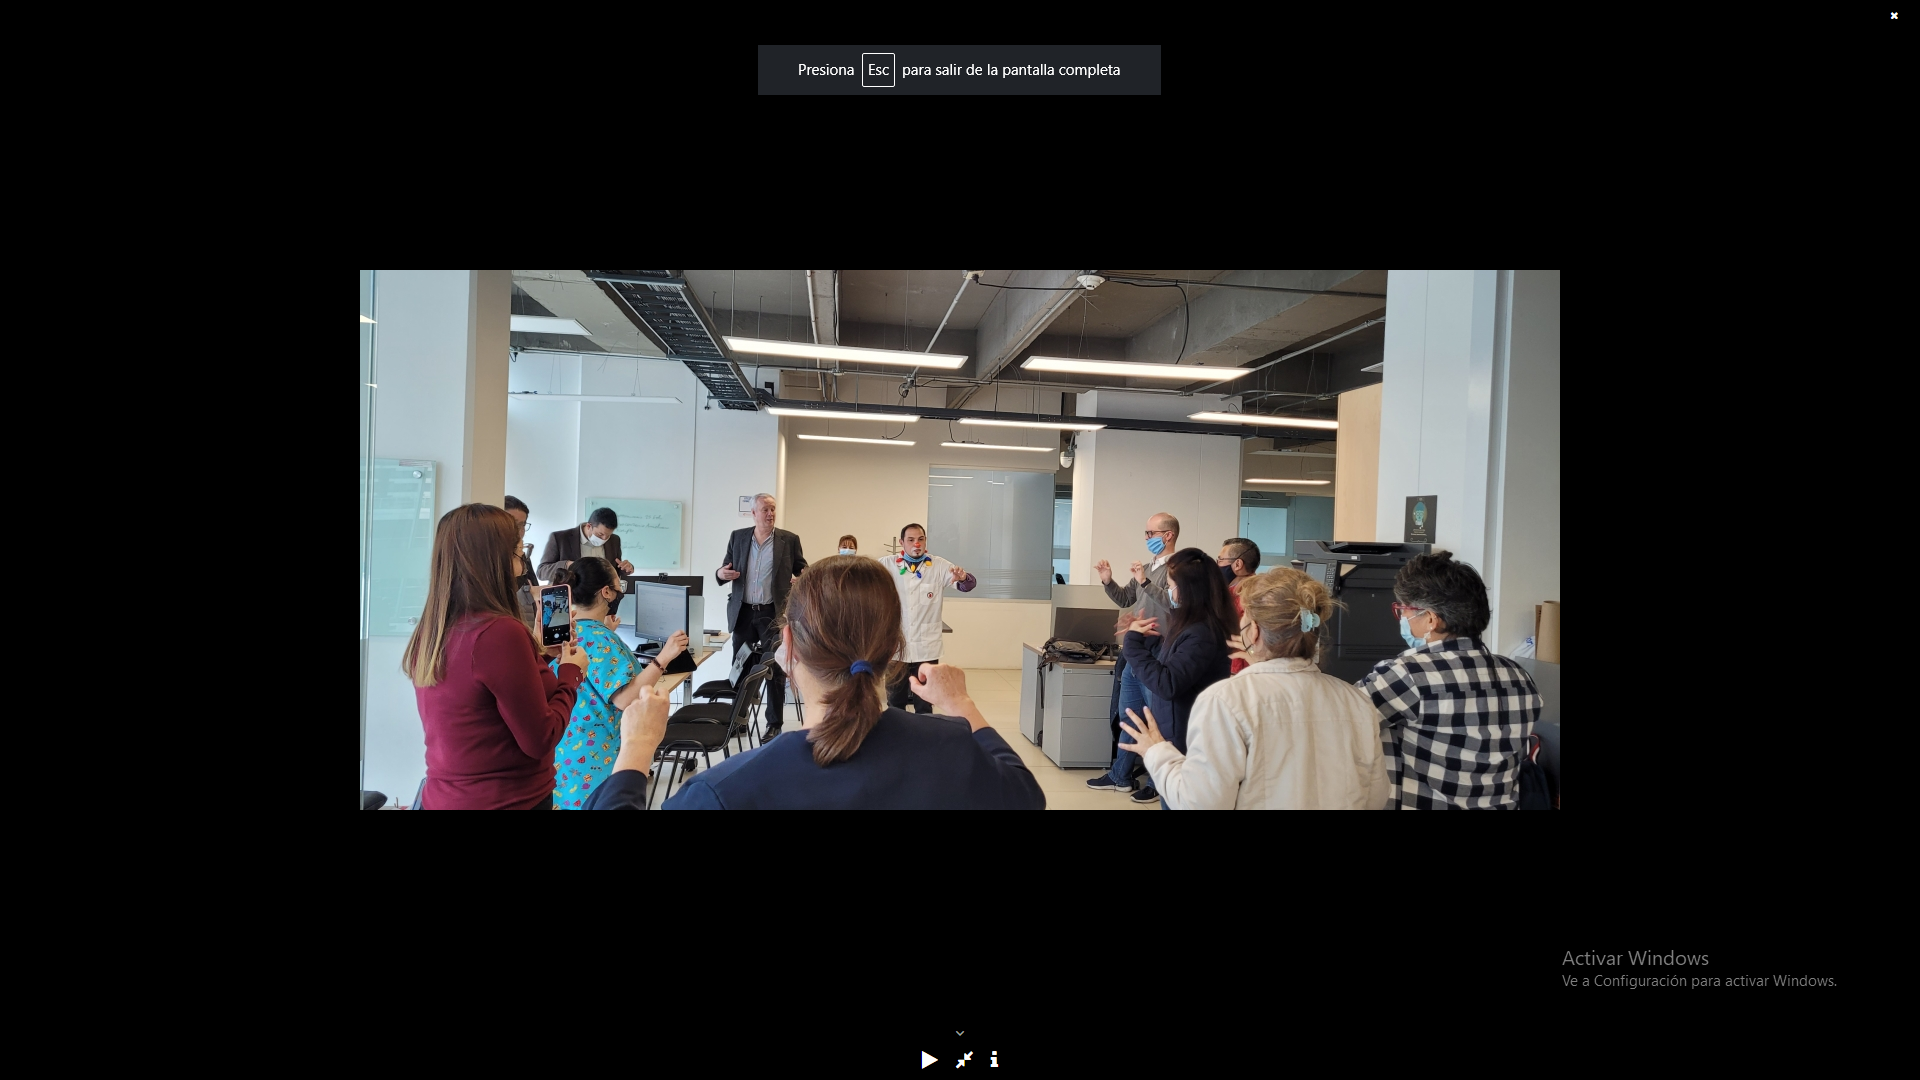 Presiona Esc para salir de la pantalla completa
Activar Windows
Ve a Configuración para activar Windows.